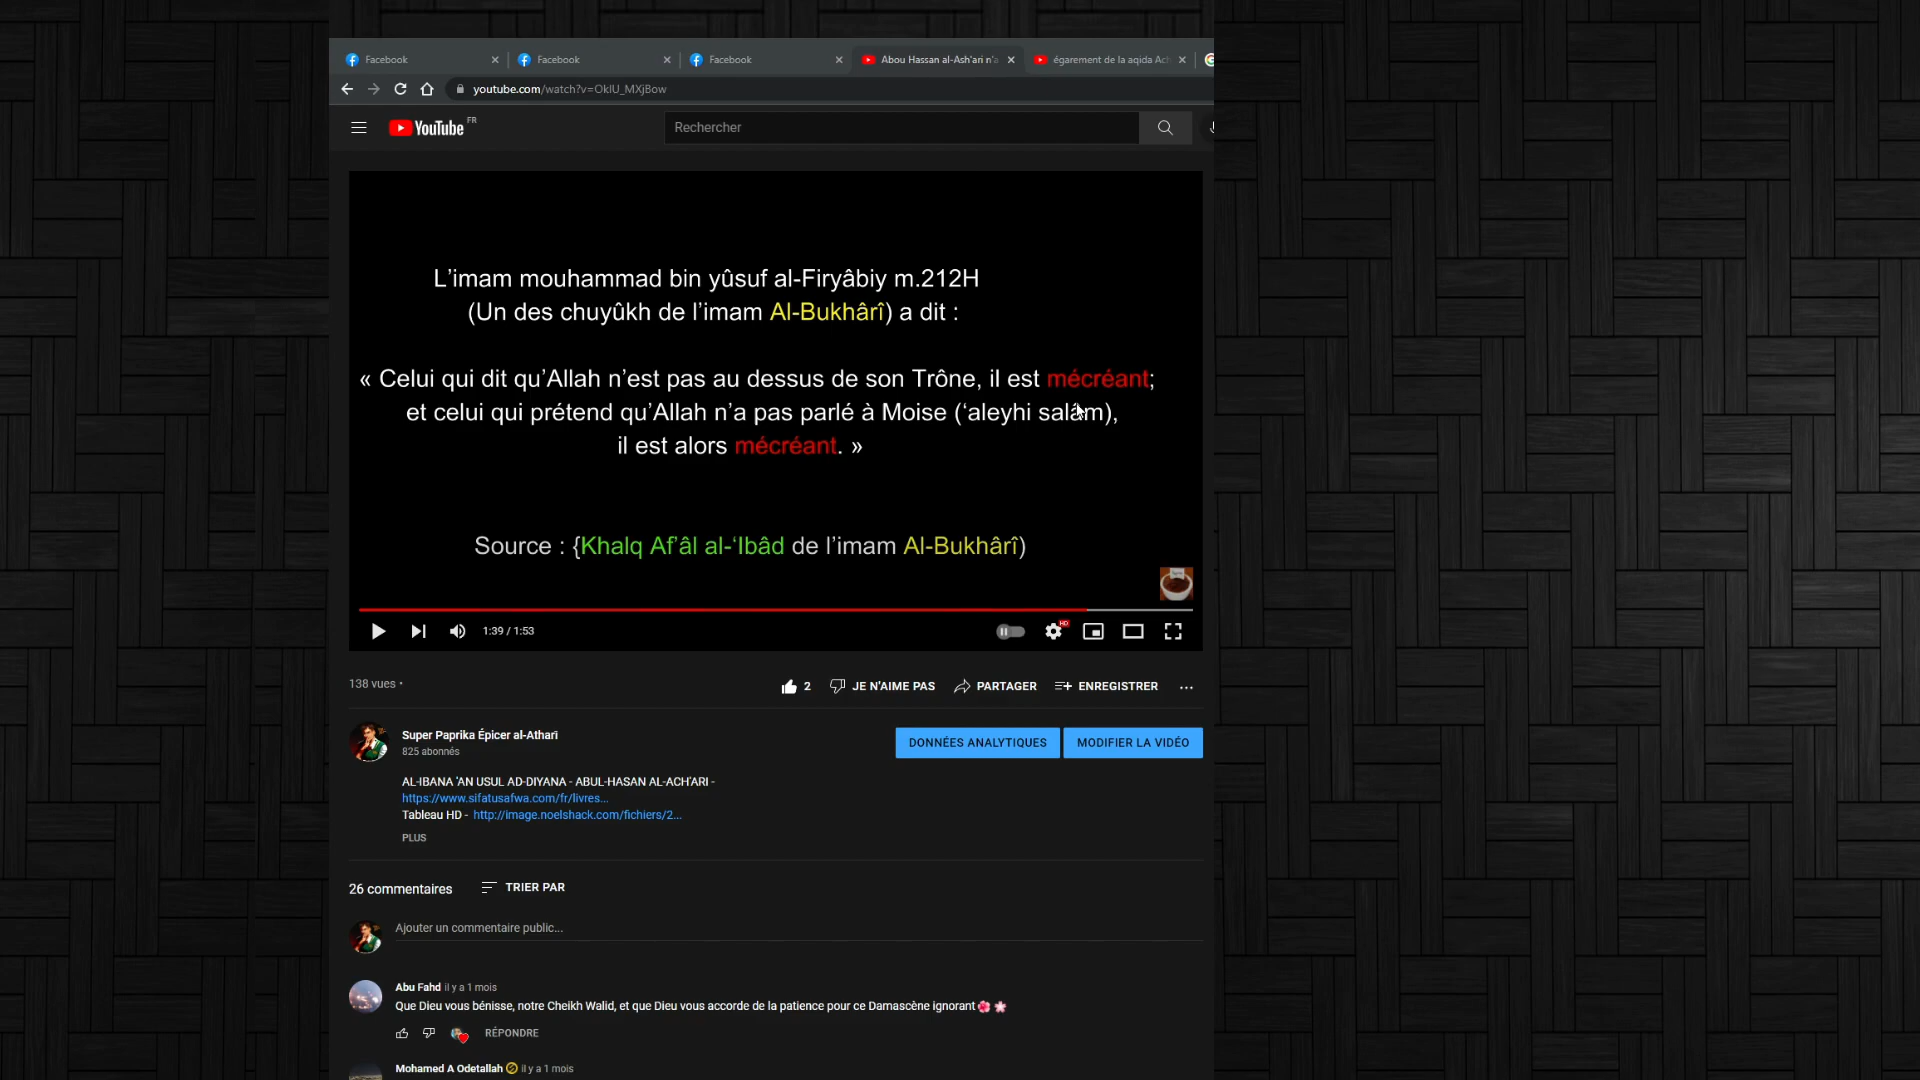 Facebook
Facebook
Facebook
Abou Hassan al-Ash'ari n'a
égarement de la aqida Ach
youtube.com/watch?v=OklU_MXjBow
YouTube FR
Rechercher
L'imam mouhammad bin yûsuf al-Firyâbiy m.212H
(Un des chuyûkh de l'imam Al-Bukhârî) a dit :
« Celui qui dit qu'Allah n'est pas au dessus de son Trône, il est mécréant;
et celui qui prétend qu'Allah n'a pas parlé à Moise (‘aleyhi salâm),
il est alors mécréant. »
Source : {Khalq Af'âl al-‘Ibâd de l'imam Al-Bukhârî)
1:39 / 1:53
HD
138 vues •
2
JE N'AIME PAS
PARTAGER
ENREGISTRER
Super Paprika Épicer al-Atharî
825 abonnés
DONNÉES ANALYTIQUES
MODIFIER LA VIDÉO
AL-IBANA 'AN USUL AD-DIYANA - ABUL-HASAN AL-ACH'ARI -
https://www.sifatusafwa.com/fr/livres...
Tableau HD - http://image.noelshack.com/fichiers/2...
PLUS
26 commentaires
TRIER PAR
Ajouter un commentaire public...
Abu Fahd il y a 1 mois
Que Dieu vous bénisse, notre Cheikh Walid, et que Dieu vous accorde de la patience pour ce Damascène ignorant
RÉPONDRE
Mohamed A Odetallah il y a 1 mois